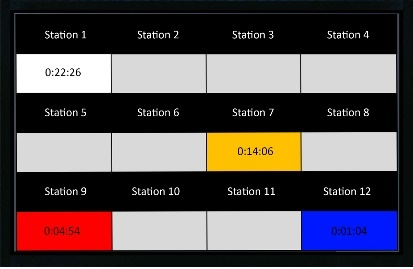 Station 1 Station 2 Station 3 Station 4
0:22:26
Station 5 Station 6 Station 7 Station 8
0:14:06
Station 9 Station 10 Station 11 Station 12
0:04:54 0:01:04